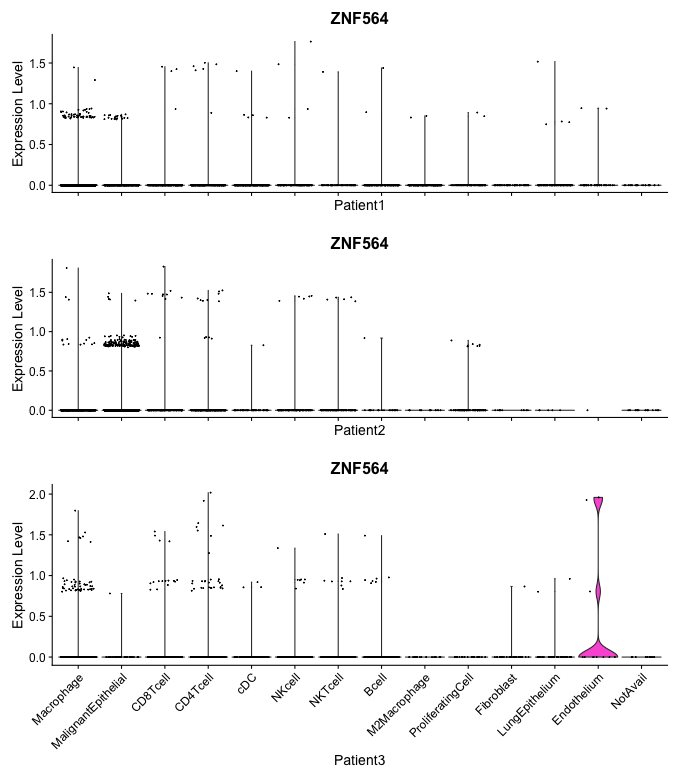 ZNF564
Expression Level
1.5
1.0
0.5
0.0
Patient1
ZNF564
Expression Level
1.5
1.0
0.5
0.0
Patient2
ZNF564
Expression Level
2.0
1.5
1.0
0.5
0.0
Macrophage
MalignantEpithelial
CD8Tcell
CD4Tcell
cDC
NKcell
NKTcell
Bcell
M2Macrophage
ProliferatingCell
Fibroblast
LungEpithelium
Endothelium
NotAvail
Patient3